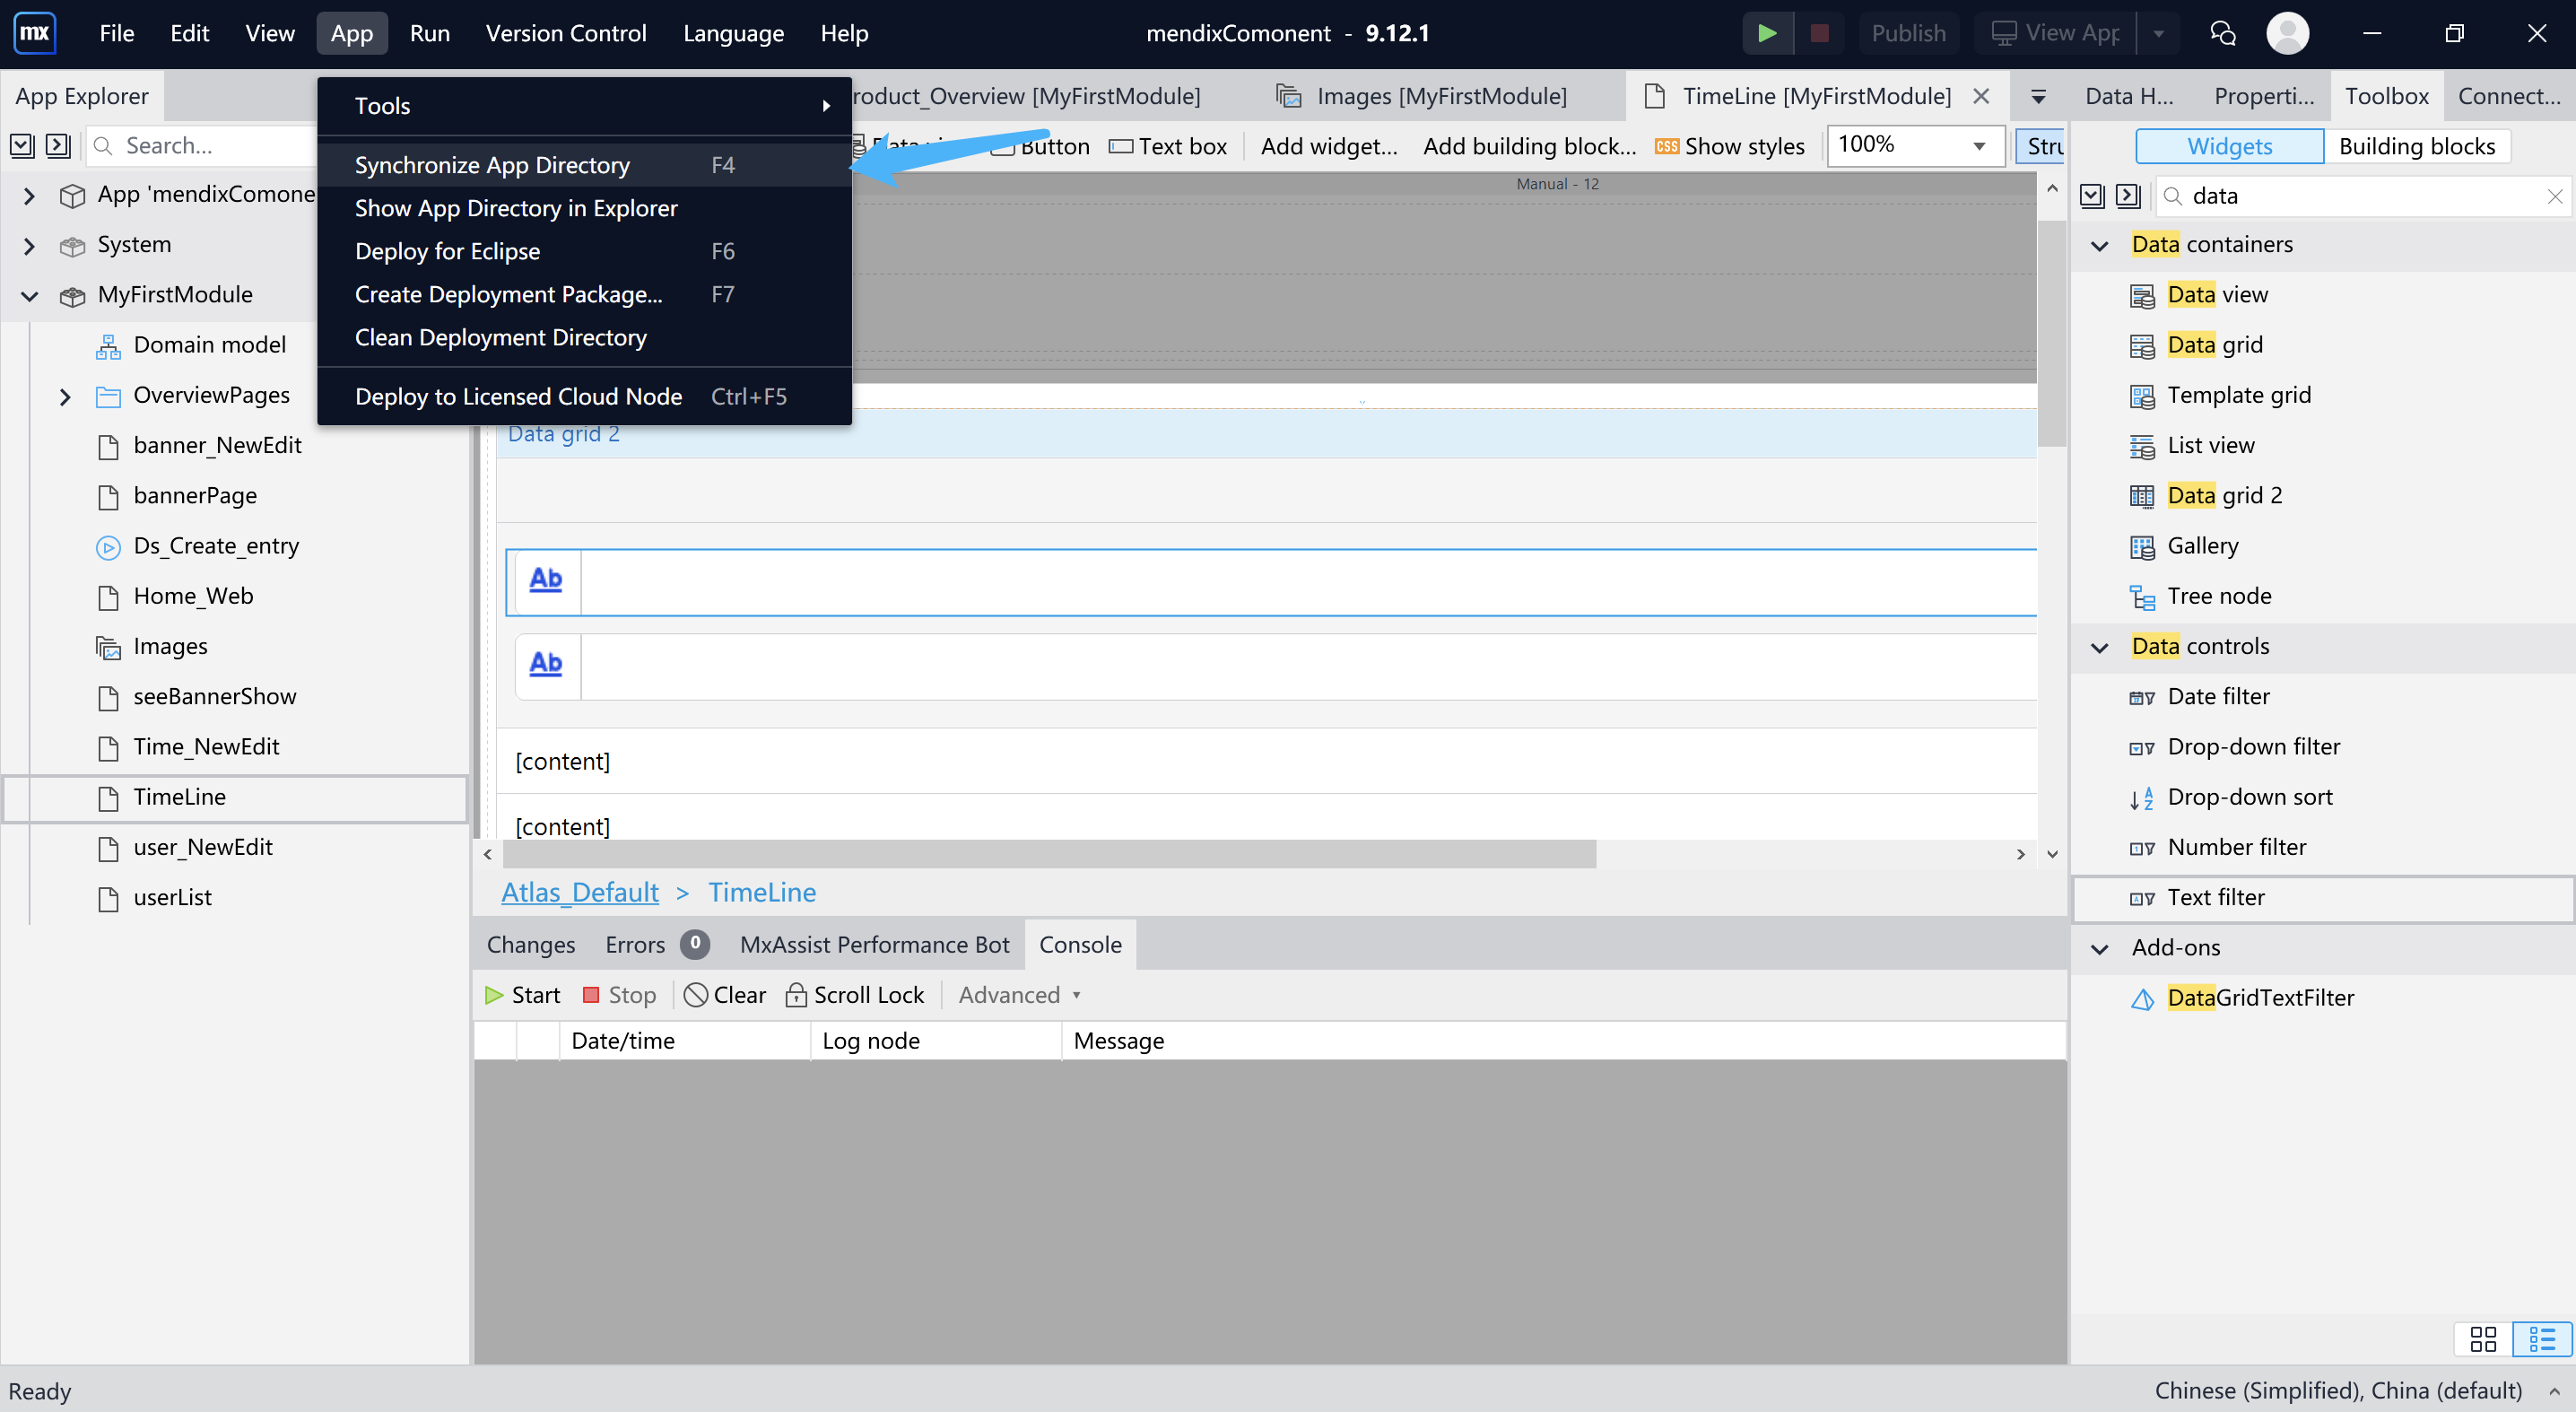 mx File Edit View App Run Version Control Language Help mendixComonent - 9.12.1 Publish View App
App Explorer
Search...
App 'mendixComone
System
MyFirstModule
Domain model
OverviewPages
banner_NewEdit
bannerPage
Ds_Create_entry
Home_Web
Images
seeBannerShow
Time_NewEdit
TimeLine
user_NewEdit
userList
Tools
Synchronize App Directory F4
Show App Directory in Explorer
Deploy for Eclipse F6
Create Deployment Package... F7
Clean Deployment Directory
Deploy to Licensed Cloud Node Ctrl+F5
roduct_Overview [MyFirstModule] Images [MyFirstModule] TimeLine [MyFirstModule]
Button Text box Add widget... Add building block... CSS Show styles 100% Stru
Manual - 12
Data grid 2
Ab
Ab
[content]
[content]
Atlas_Default > TimeLine
Changes Errors 0 MxAssist Performance Bot Console
Start Stop Clear Scroll Lock Advanced
Date/time Log node Message
Data H... Properti... Toolbox Connect...
Widgets Building blocks
data
Data containers
Data view
Data grid
Template grid
List view
Data grid 2
Gallery
Tree node
Data controls
Date filter
Drop-down filter
Drop-down sort
Number filter
Text filter
Add-ons
DataGridTextFilter
Ready Chinese (Simplified), China (default)